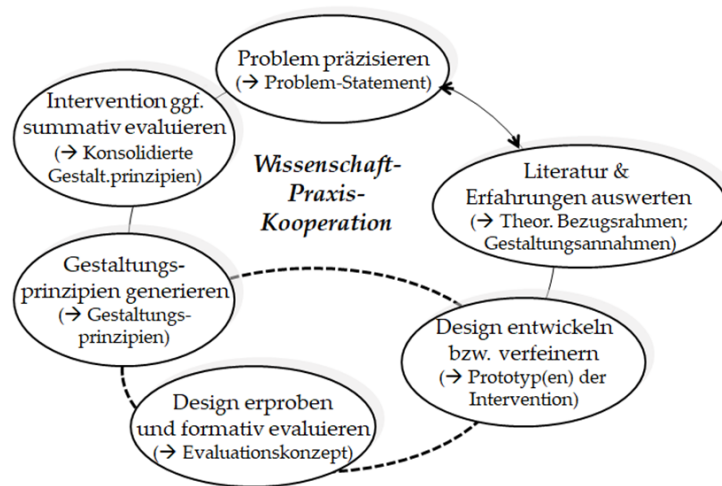 Problem präzisieren
(→ Problem-Statement)
Intervention ggf.
summativ evaluieren
(→ Konsolidierte
Gestalt.prinzipien)
Wissenschaft-
Praxis-
Kooperation
Literatur &
Erfahrungen auswerten
(→ Theor. Bezugsrahmen;
Gestaltungsannahmen)
Gestaltungs-
prinzipien generieren
(→ Gestaltungs-
prinzipien)
Design entwickeln
bzw. verfeinern
(→ Prototyp(en) der
Intervention)
Design erproben
und formativ evaluieren
(→ Evaluationskonzept)